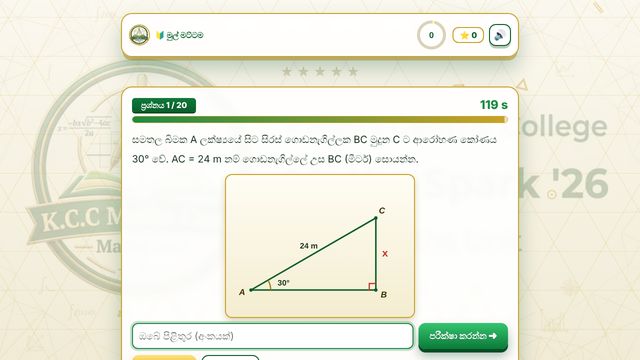 🔰 මුල් මට්ටම
0
⭐ 0
★ ★ ★ ★ ★
ප්‍රශ්නය 1 / 20
119 s
සමතල බිමක A ලක්ෂයයේ සිට සිරස් ගොඩනැගිල්ලක BC මුදුන C ට ආරෝහණ කෝණය
30° වේ. AC = 24 m නම් ගොඩනැගිල්ලේ උස BC (මීටර්) සොයන්න.
C
24 m
x
30°
A
B
ඔබේ පිළිතුර (අංකයක්)
පරීක්ෂා කරන්න ➜
College
Spark '26
K.C.C M